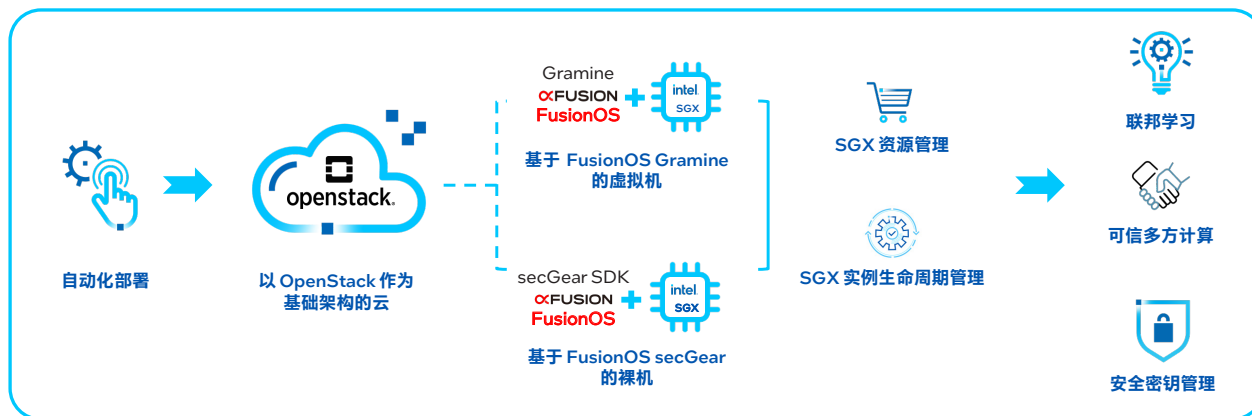 自动化部署
openstack.
以 OpenStack 作为
基础架构的云
Gramine
xFUSION
FusionOS
+
intel
SGX
基于 FusionOS Gramine
的虚拟机
secGear SDK
xFUSION
FusionOS
+
intel
SGX
基于 FusionOS secGear
的裸机
SGX 资源管理
SGX 实例生命周期管理
联邦学习
可信多方计算
安全密钥管理